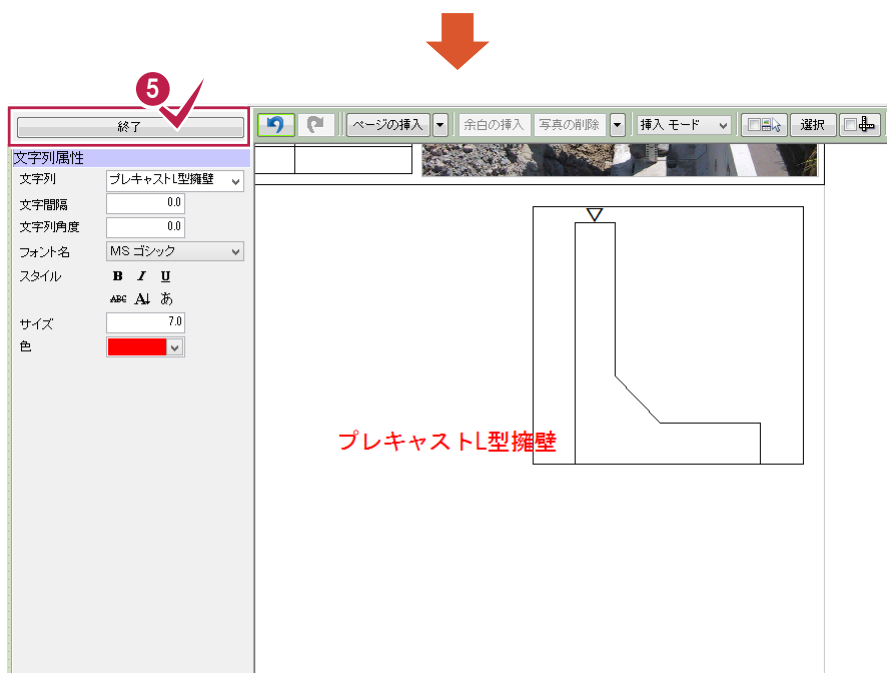 5
終了
ページの挿入
余白の挿入
写真の削除
挿入 モード
選択
文字列属性
文字列 プレキャストL型擁壁
文字間隔 0.0
文字列角度 0.0
フォント名 MS ゴシック
スタイル B I U
ABC A↓ あ
サイズ 7.0
色
プレキャストL型擁壁